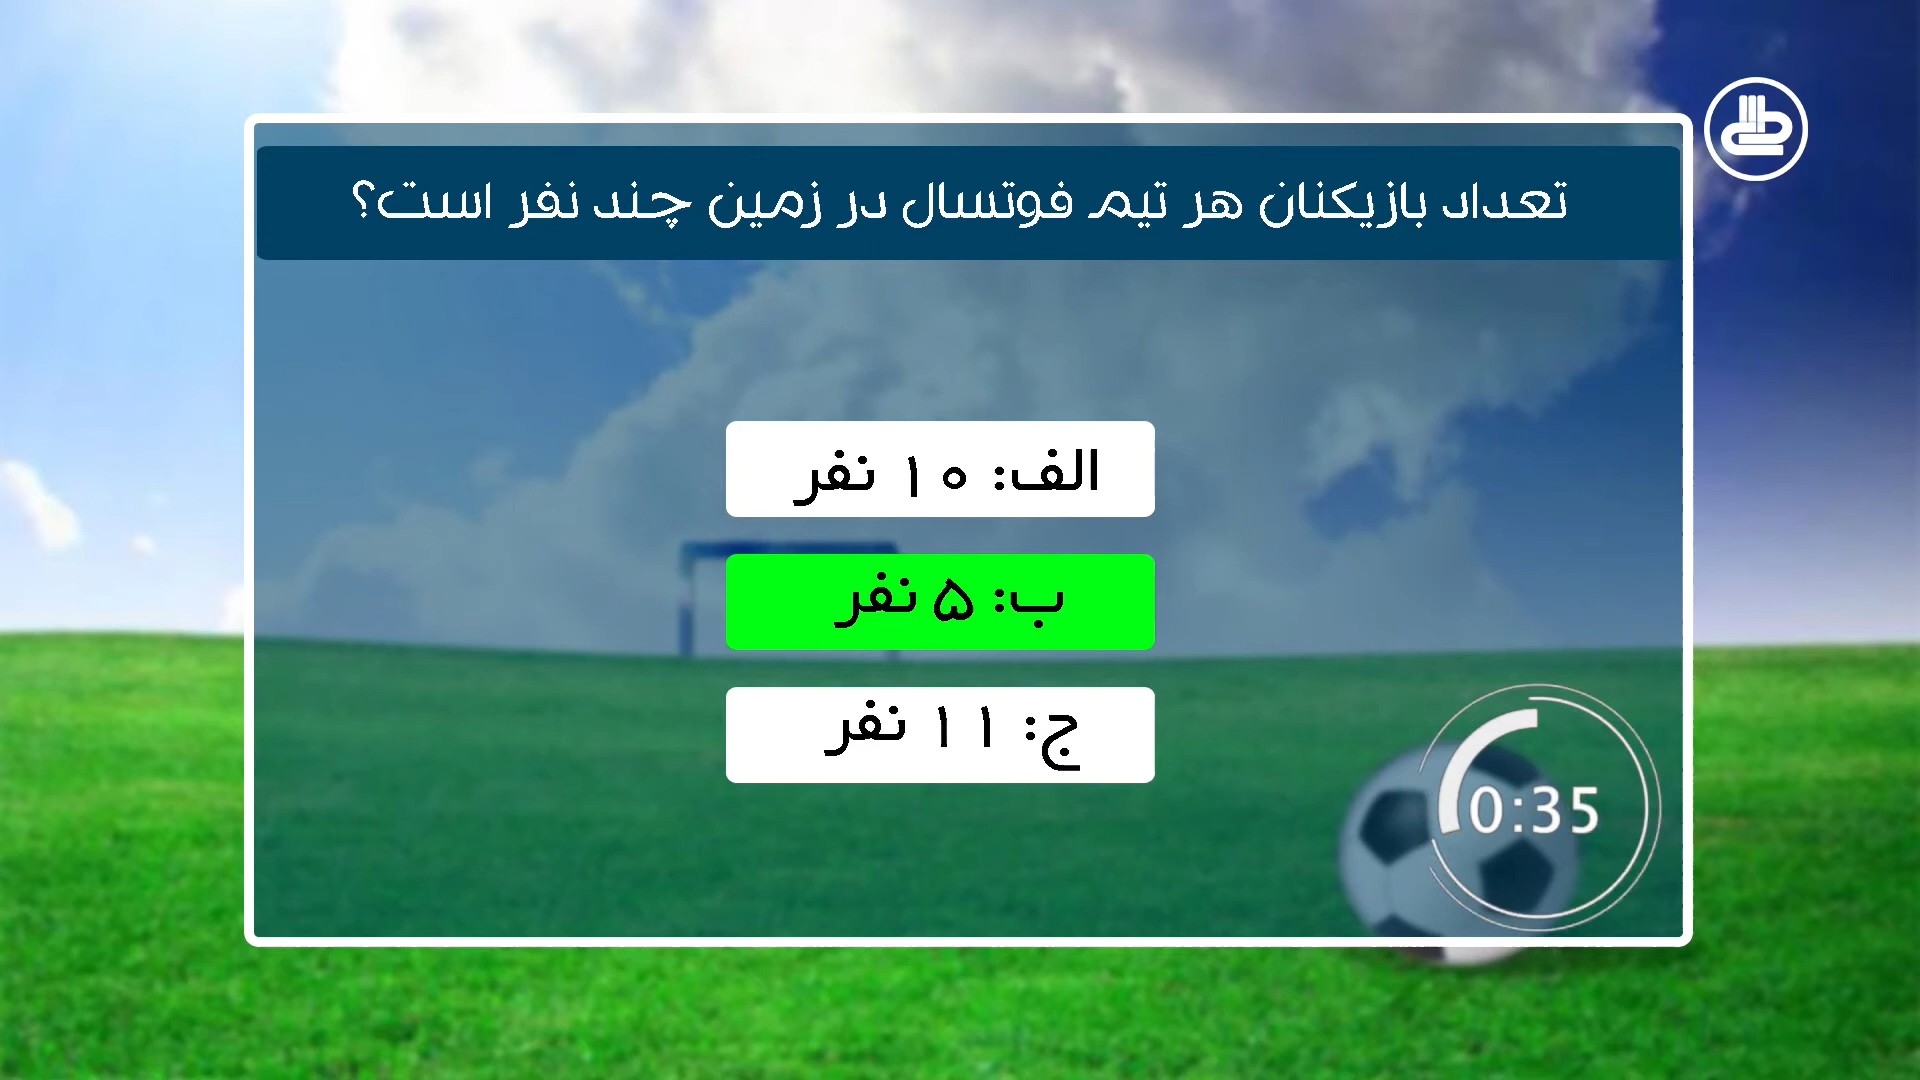 تعداد بازیکنان هر تیم فوتسال در زمین چند نفر است؟
الف: ۱۰ نفر
ب: ۵ نفر
ج: ۱۱ نفر
0:35